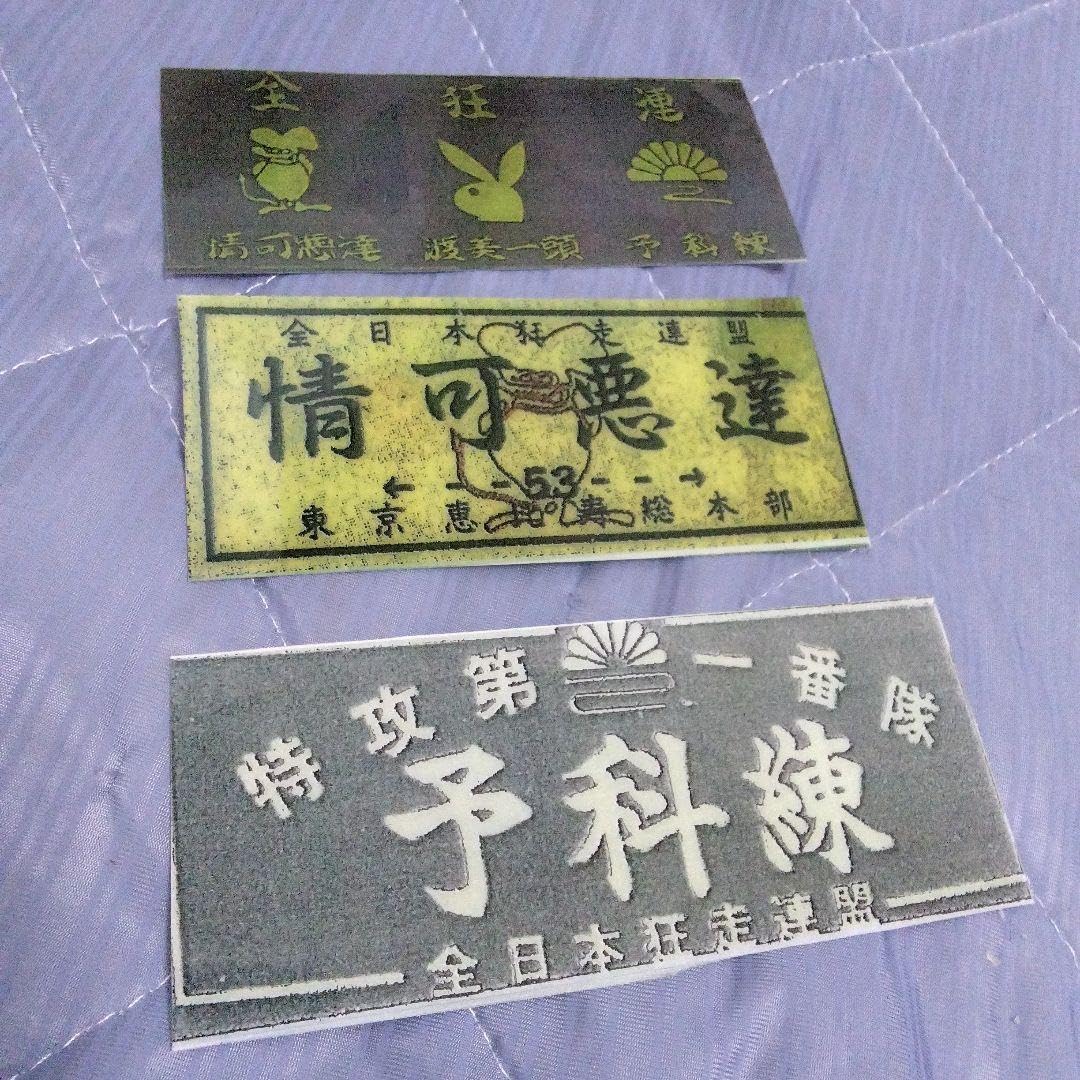 全 狂 連
情可悪達 渡美一頭 予科練
全日本狂走連盟
情可悪達
←--53--→
東京恵比寿総本部
特攻第一番隊
予科練
全日本狂走連盟